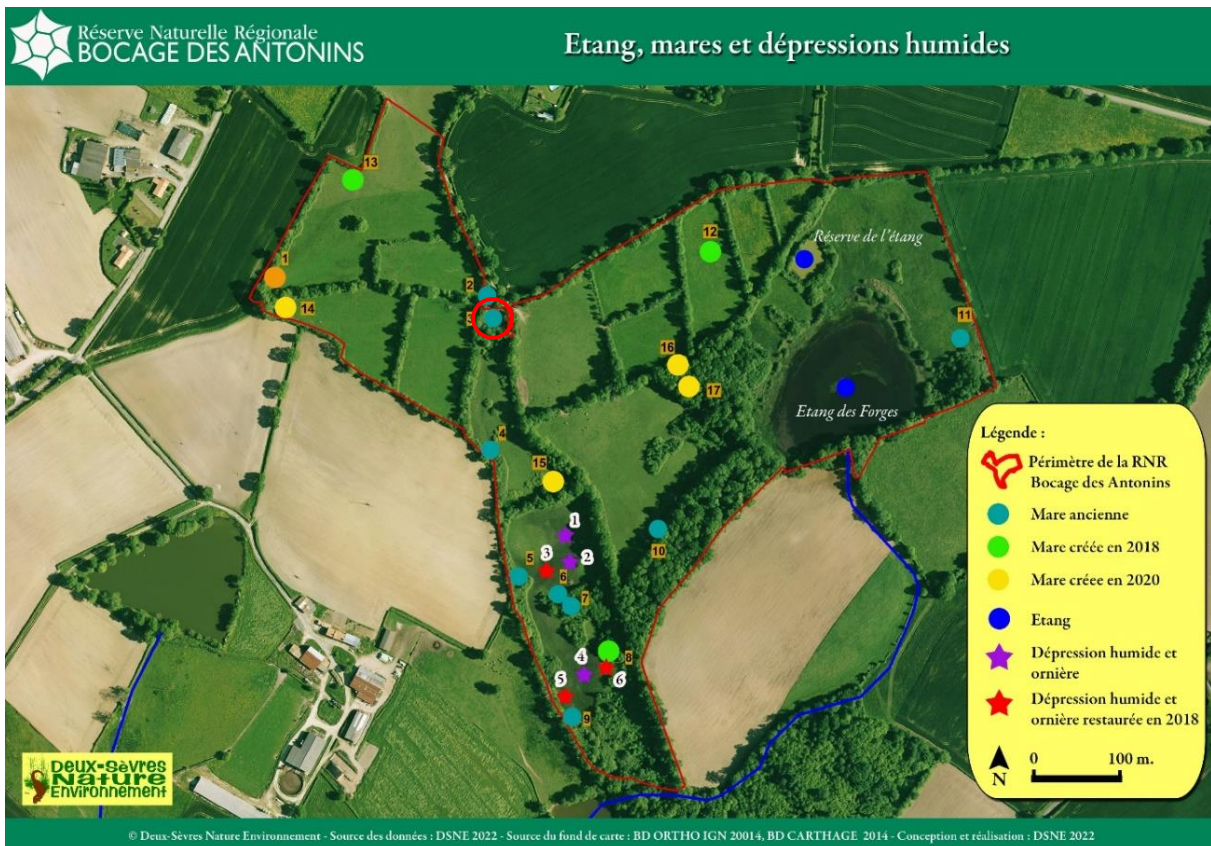 Réserve Naturelle Régionale
BOCAGE DES ANTONINS
Etang, mares et dépressions humides
13
1
14
2
3
12
Réserve de l'étang
11
16
17
Etang des Forges
4
15
1
2
3
5
6
7
10
8
4
6
5
9
Légende :
Périmètre de la RNR
Bocage des Antonins
Mare ancienne
Mare créée en 2018
Mare créee en 2020
Etang
Dépression humide et
ornière
Dépression humide et
ornière restaurée en 2018
N
0 100 m.
Deux-Sèvres
Nature
Environnement
© Deux-Sèvres Nature Environnement - Source des données : DSNE 2022 - Source du fond de carte : BD ORTHO IGN 20014, BD CARTHAGE 2014 - Conception et réalisation : DSNE 2022